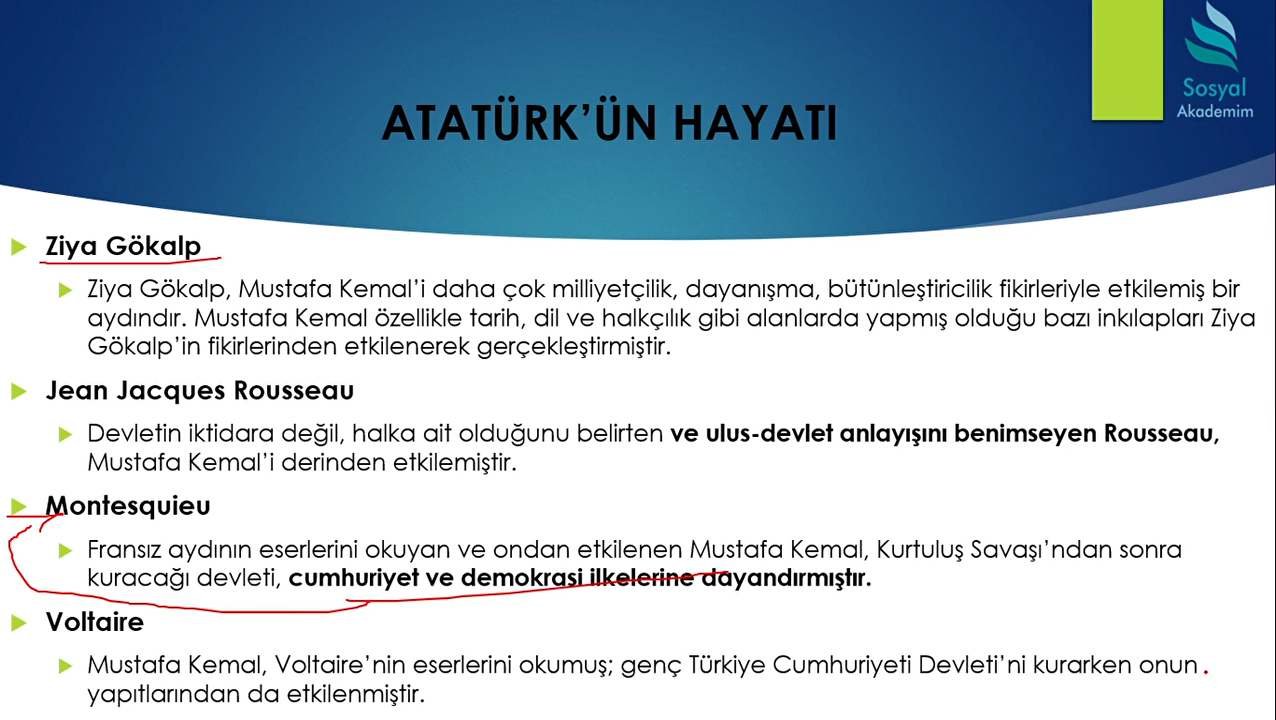 Sosyal
Akademim
ATATÜRK’ÜN HAYATI
Ziya Gökalp
Ziya Gökalp, Mustafa Kemal’i daha çok milliyetçilik, dayanışma, bütünleştiricilik fikirleriyle etkilemiş bir
aydındır. Mustafa Kemal özellikle tarih, dil ve halkçılık gibi alanlarda yapmış olduğu bazı inkılapları Ziya
Gökalp’in fikirlerinden etkilenerek gerçekleştirmiştir.
Jean Jacques Rousseau
Devletin iktidara değil, halka ait olduğunu belirten ve ulus-devlet anlayışını benimseyen Rousseau,
Mustafa Kemal’i derinden etkilemiştir.
Montesquieu
Fransız aydının eserlerini okuyan ve ondan etkilenen Mustafa Kemal, Kurtuluş Savaşı’ndan sonra
kuracağı devleti, cumhuriyet ve demokrasi ilkelerine dayandırmıştır.
Voltaire
Mustafa Kemal, Voltaire’nin eserlerini okumuş; genç Türkiye Cumhuriyeti Devleti’ni kurarken onun
yapıtlarından da etkilenmiştir.